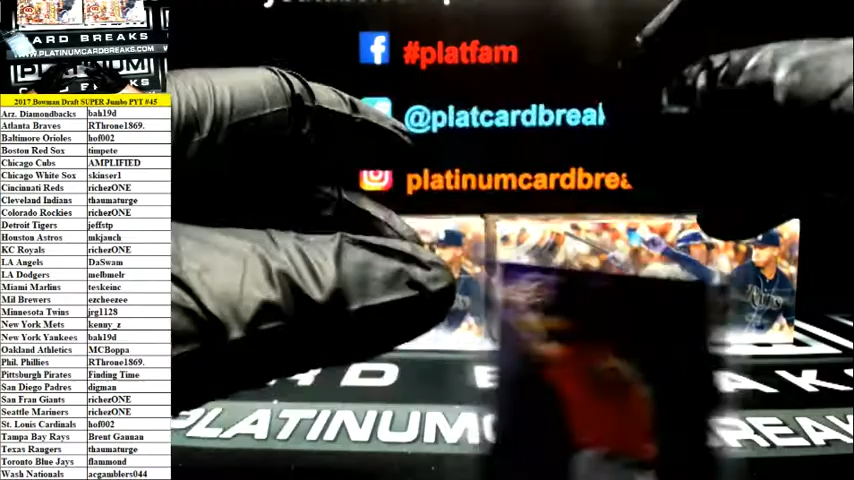 ARD BREAKS
WWW.PLATINUMCARDBREAKS.COM
2017 Bowman Draft SUPER Jumbo PYT #45
Arz. Diamondbacks bah19d
Atlanta Braves RThrone1869.
Baltimore Orioles hof002
Boston Red Sox timpete
Chicago Cubs AMPLIFIED
Chicago White Sox skinser1
Cincinnati Reds richezONE
Cleveland Indians thaumaturge
Colorado Rockies richezONE
Detroit Tigers jeffstp
Houston Astros mkjauch
KC Royals richezONE
LA Angels DaSwam
LA Dodgers melbmelr
Miami Marlins teskeinc
Mil Brewers ezcheezee
Minnesota Twins jrg1128
New York Mets kenny_z
New York Yankees bah19d
Oakland Athletics MCBoppa
Phil. Phillies RThrone1869.
Pittsburgh Pirates Finding Time
San Diego Padres digman
San Fran Giants richezONE
Seattle Mariners richezONE
St. Louis Cardinals hof002
Tampa Bay Rays Brent Gannan
Texas Rangers thaumaturge
Toronto Blue Jays flammond
Wash Nationals acgamblers044
#platfam
@platcardbreak
platinumcardbre
Rays
ARD
PLATINUM
REAKS